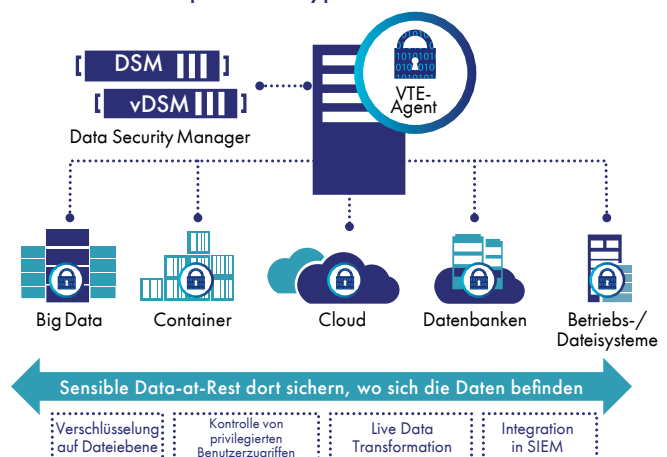 DSM
vDSM
Data Security Manager
VTE-
Agent
Big Data
Container
Cloud
Datenbanken
Betriebs-/
Dateisysteme
Sensible Data-at-Rest dort sichern, wo sich die Daten befinden
Verschlüsselung
auf Dateiebene
Kontrolle von
privilegierten
Benutzerzugriffen
Live Data
Transformation
Integration
in SIEM